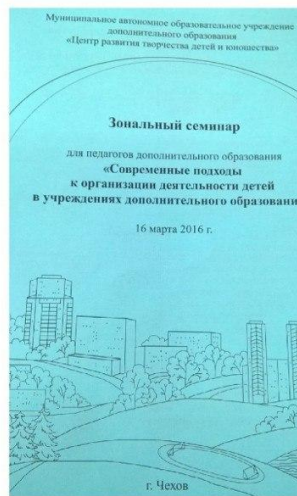 Муниципальное автономное образовательное учреждение
дополнительного образования
«Центр развития творчества детей и юношества»
Зональный семинар
для педагогов дополнительного образования
«Современные подходы
к организации деятельности детей
в учреждениях дополнительного образовани
16 марта 2016 г.
г. Чехов